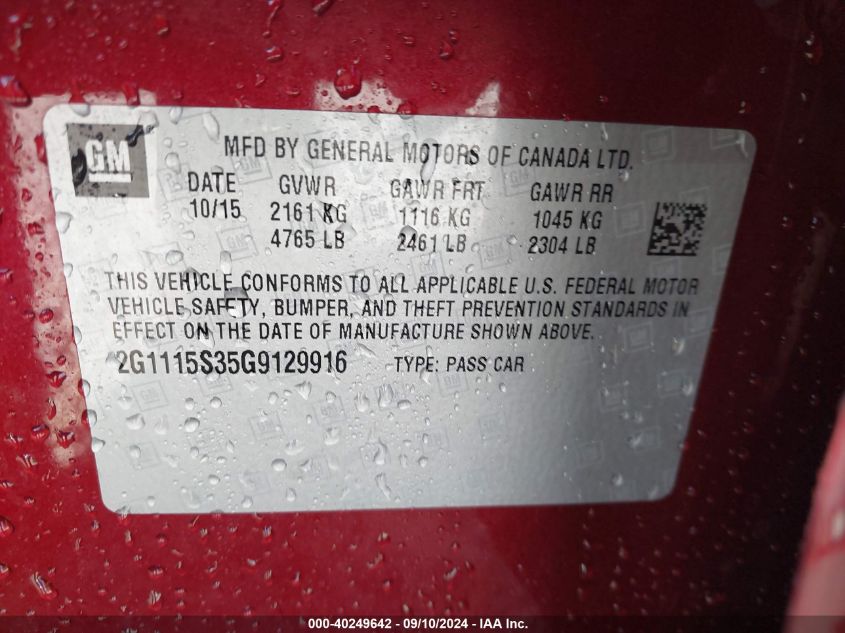 GM
MFD BY GENERAL MOTORS OF CANADA LTD.
DATE GVWR GAWR FRT GAWR RR
10/15 2161 KG 1116 KG 1045 KG
4765 LB 2461 LB 2304 LB
THIS VEHICLE CONFORMS TO ALL APPLICABLE U.S. FEDERAL MOTOR
VEHICLE SAFETY, BUMPER, AND THEFT PREVENTION STANDARDS IN
EFFECT ON THE DATE OF MANUFACTURE SHOWN ABOVE.
2G1115S35G9129916 TYPE: PASS CAR
000-40249642 - 09/10/2024 - IAA Inc.